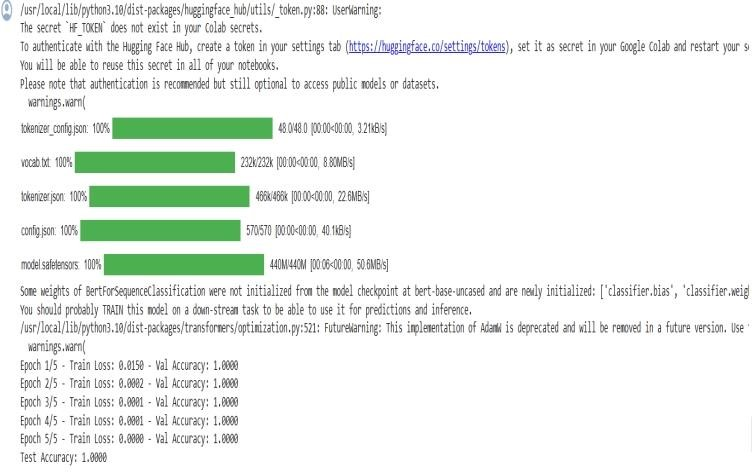 /usr/local/lib/python3.10/dist-packages/huggingface_hub/utils/_token.py:88: UserWarning:
The secret `HF_TOKEN` does not exist in your Colab secrets.
To authenticate with the Hugging Face Hub, create a token in your settings tab (https://huggingface.co/settings/tokens), set it as secret in your Google Colab and restart your s
You will be able to reuse this secret in all of your notebooks.
Please note that authentication is recommended but still optional to access public models or datasets.
warnings.warn(
tokenizer_config.json: 100% 48.0/48.0 [00:00<00:00, 3.21kB/s]
vocab.txt: 100% 232k/232k [00:00<00:00, 8.80MB/s]
tokenizer.json: 100% 466k/466k [00:00<00:00, 22.6MB/s]
config.json: 100% 570/570 [00:00<00:00, 40.1kB/s]
model.safetensors: 100% 440M/440M [00:06<00:00, 50.6MB/s]
Some weights of BertForSequenceClassification were not initialized from the model checkpoint at bert-base-uncased and are newly initialized: ['classifier.bias', 'classifier.weig
You should probably TRAIN this model on a down-stream task to be able to use it for predictions and inference.
/usr/local/lib/python3.10/dist-packages/transformers/optimization.py:521: FutureWarning: This implementation of AdamW is deprecated and will be removed in a future version. Use
warnings.warn(
Epoch 1/5 - Train Loss: 0.0150 - Val Accuracy: 1.0000
Epoch 2/5 - Train Loss: 0.0002 - Val Accuracy: 1.0000
Epoch 3/5 - Train Loss: 0.0001 - Val Accuracy: 1.0000
Epoch 4/5 - Train Loss: 0.0001 - Val Accuracy: 1.0000
Epoch 5/5 - Train Loss: 0.0000 - Val Accuracy: 1.0000
Test Accuracy: 1.0000